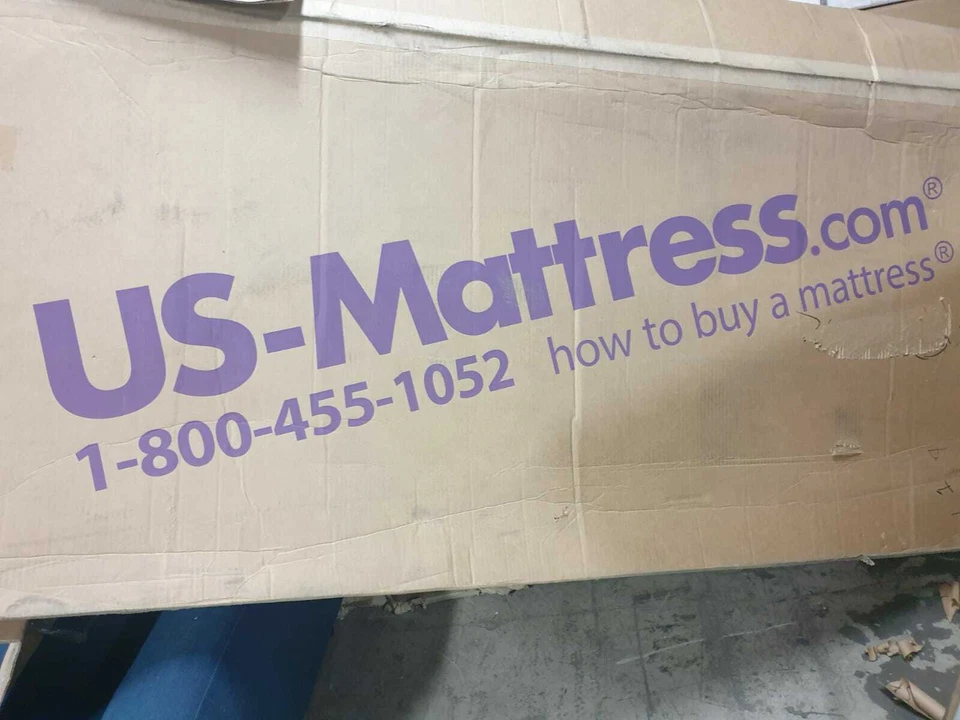 US-Mattress.com®
1-800-455-1052 how to buy a mattress®